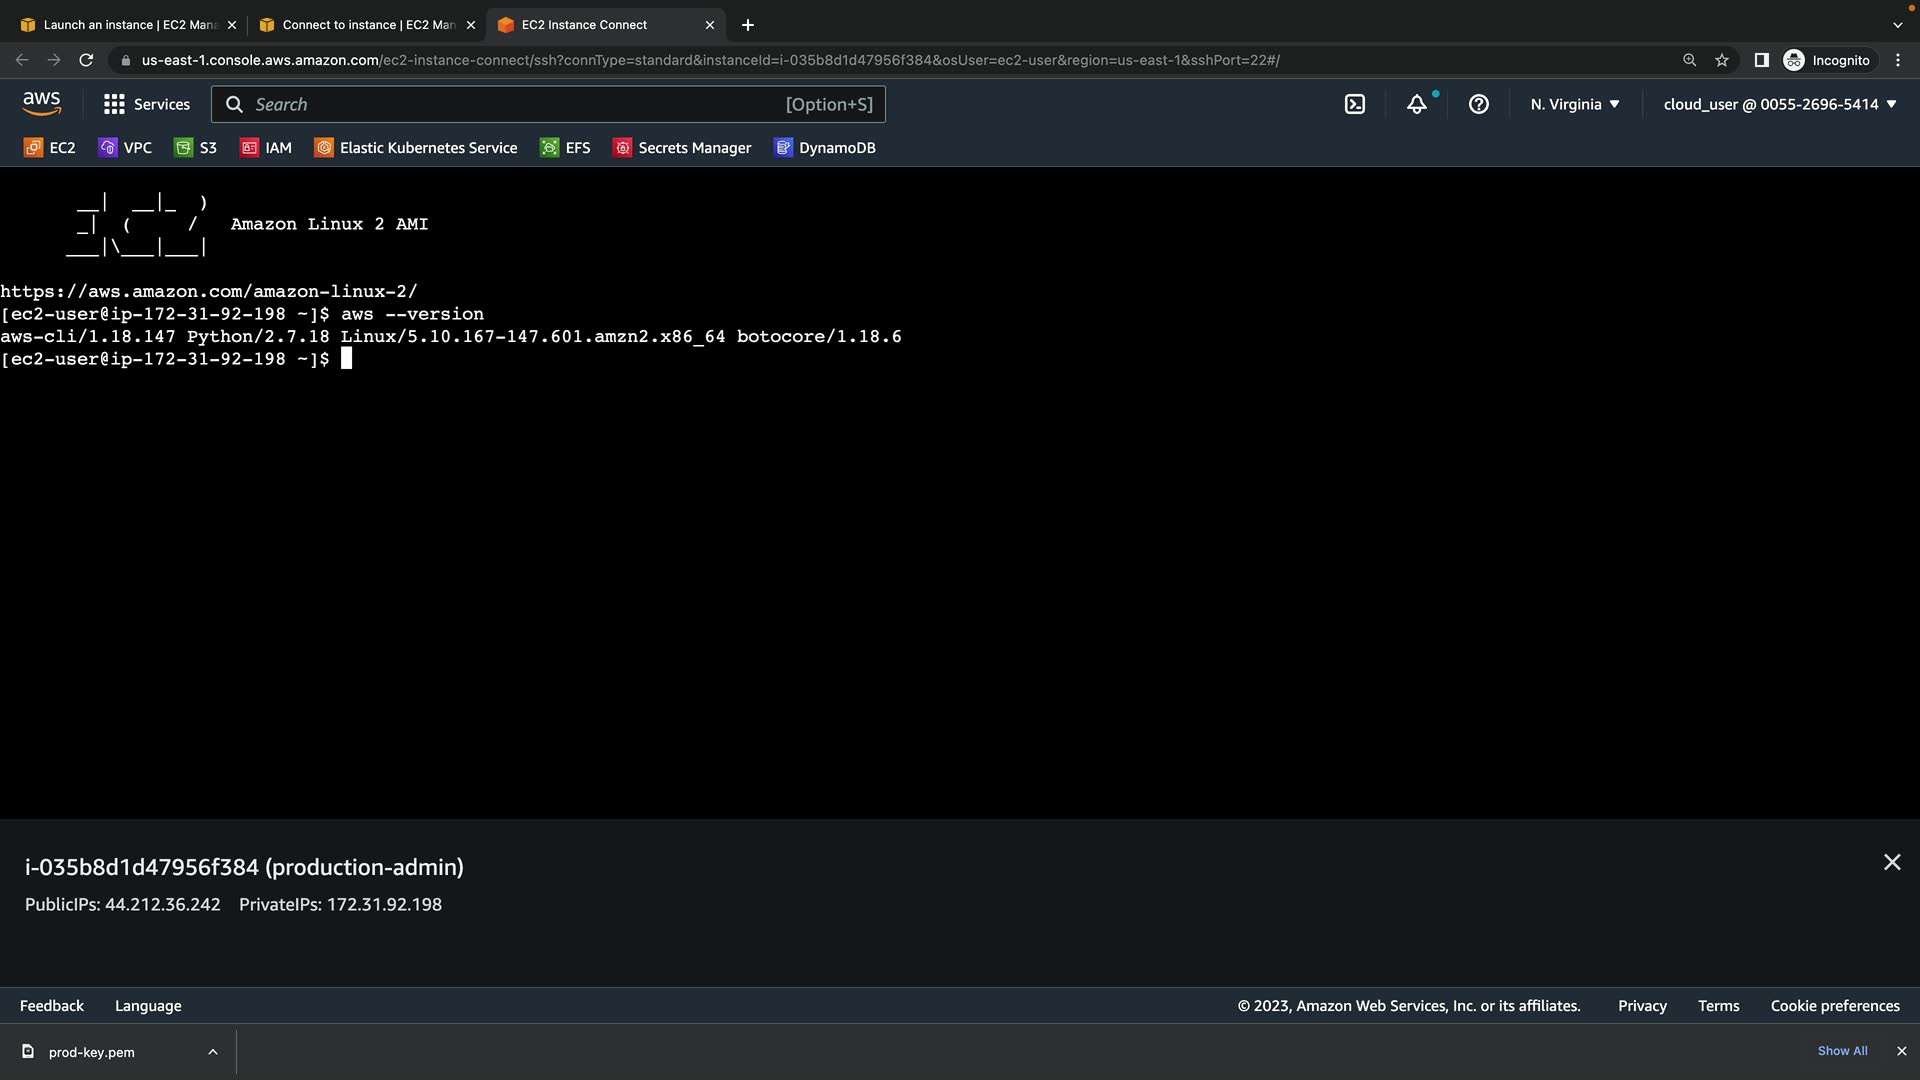 Launch an instance | EC2 Mana
Connect to instance | EC2 Man
EC2 Instance Connect
us-east-1.console.aws.amazon.com/ec2-instance-connect/ssh?connType=standard&instanceId=i-035b8d1d47956f384&osUser=ec2-user&region=us-east-1&sshPort=22#/
Incognito
aws
Services
Search
[Option+S]
N. Virginia
cloud_user @ 0055-2696-5414
EC2
VPC
S3
IAM
Elastic Kubernetes Service
EFS
Secrets Manager
DynamoDB
__|  __|_  )
_|  (     /   Amazon Linux 2 AMI
___|\___|___|
https://aws.amazon.com/amazon-linux-2/
[ec2-user@ip-172-31-92-198 ~]$ aws --version
aws-cli/1.18.147 Python/2.7.18 Linux/5.10.167-147.601.amzn2.x86_64 botocore/1.18.6
[ec2-user@ip-172-31-92-198 ~]$
i-035b8d1d47956f384 (production-admin)
PublicIPs: 44.212.36.242 PrivateIPs: 172.31.92.198
Feedback
Language
© 2023, Amazon Web Services, Inc. or its affiliates.
Privacy
Terms
Cookie preferences
prod-key.pem
Show All